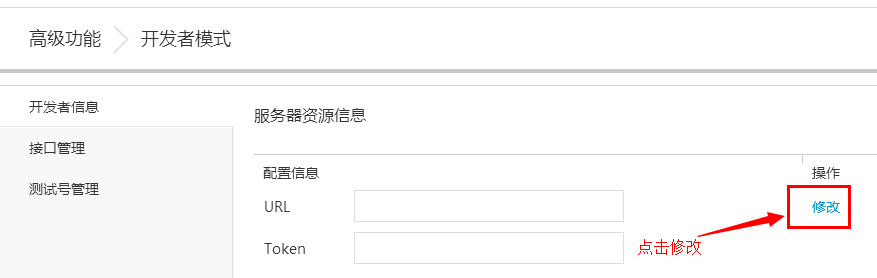 高级功能 开发者模式
开发者信息
接口管理
测试号管理
服务器资源信息
配置信息 操作
URL 修改
Token 点击修改